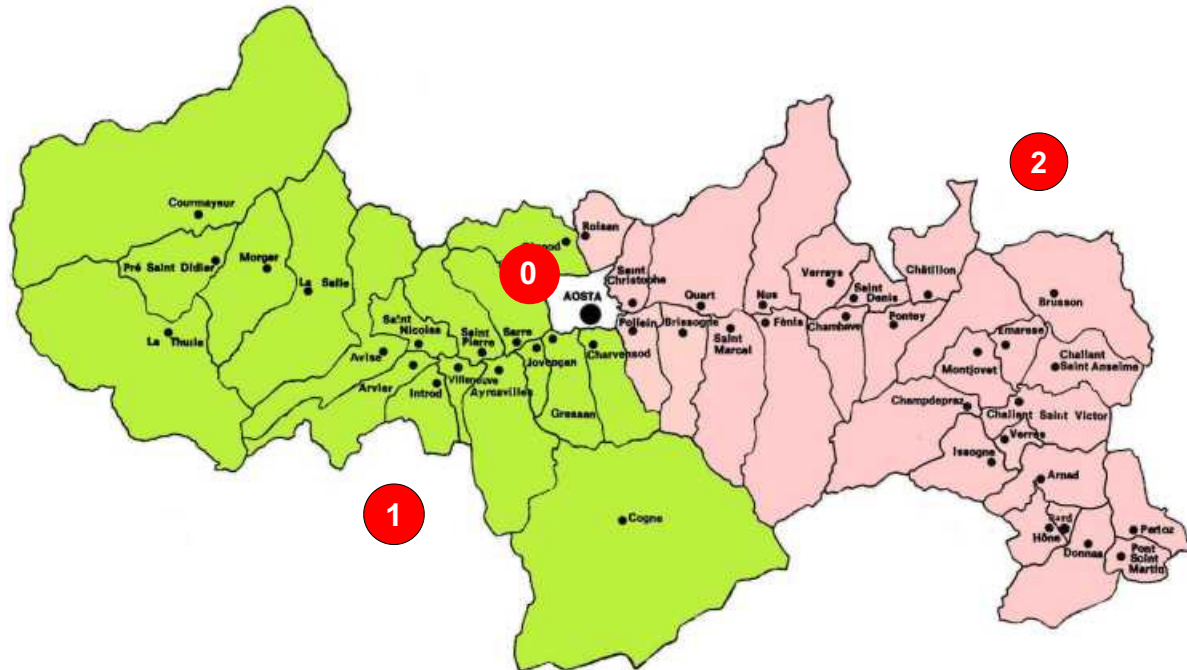 2
Courmayeur
Roisan
0
Pré Saint Didier
Morgex
La Salle
Saint
Christophe
Verrayes
Saint
Denis
Châtillon
AOSTA
Quart
Nus
Brusson
La Thuile
Saint
Nicolas
Saint
Pierre
Sarre
Pollein
Brissogne
Saint
Marcel
Fénis
Chambave
Pontey
Emarese
Avise
Jovençan
Charvensod
Challant
Saint Anselme
Montjovet
Arvier
Introd
Villeneuve
Aymavilles
Gressan
Champdepraz
Challant Saint Victor
Verrés
Issogne
Arnad
1
Cogne
Bard
Hône
Donnas
Perloz
Pont
Saint
Martin